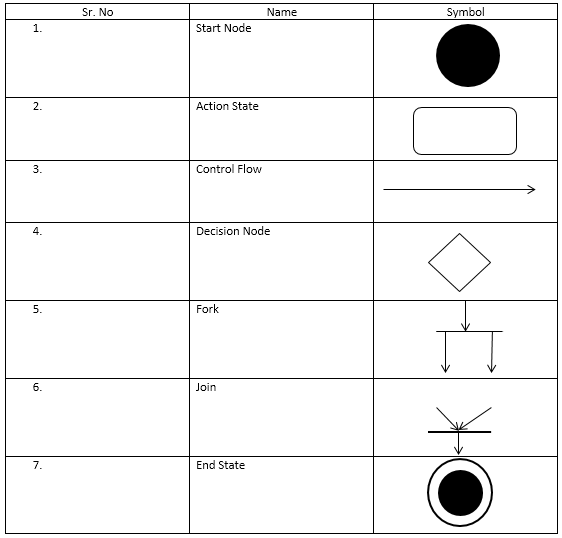 Sr. No Name Symbol
1. Start Node
2. Action State
3. Control Flow
4. Decision Node
5. Fork
6. Join
7. End State